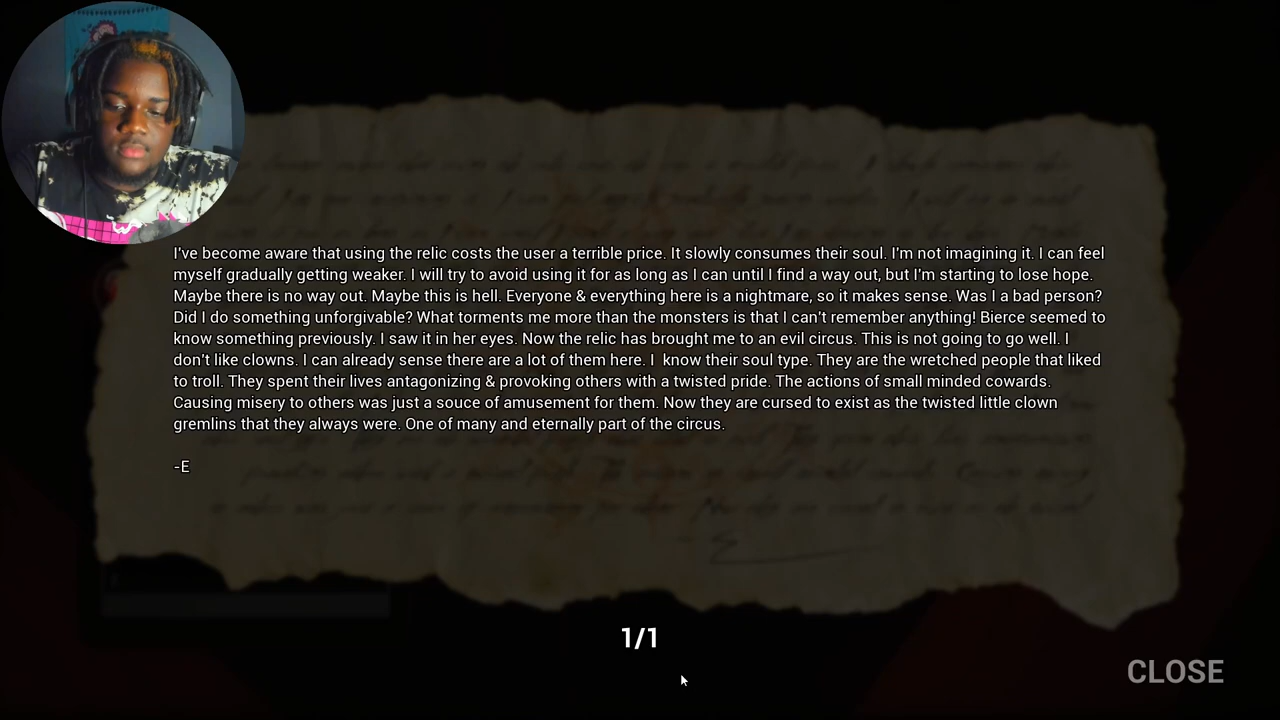 I've become aware that using the relic costs the user a terrible price. It slowly consumes their soul. I'm not imagining it. I can feel
myself gradually getting weaker. I will try to avoid using it for as long as I can until I find a way out, but I'm starting to lose hope.
Maybe there is no way out. Maybe this is hell. Everyone & everything here is a nightmare, so it makes sense. Was I a bad person?
Did I do something unforgivable? What torments me more than the monsters is that I can't remember anything! Bierce seemed to
know something previously. I saw it in her eyes. Now the relic has brought me to an evil circus. This is not going to go well. I
don't like clowns. I can already sense there are a lot of them here. I  know their soul type. They are the wretched people that liked
to troll. They spent their lives antagonizing & provoking others with a twisted pride. The actions of small minded cowards.
Causing misery to others was just a souce of amusement for them. Now they are cursed to exist as the twisted little clown
gremlins that they always were. One of many and eternally part of the circus.
-E
1/1
CLOSE